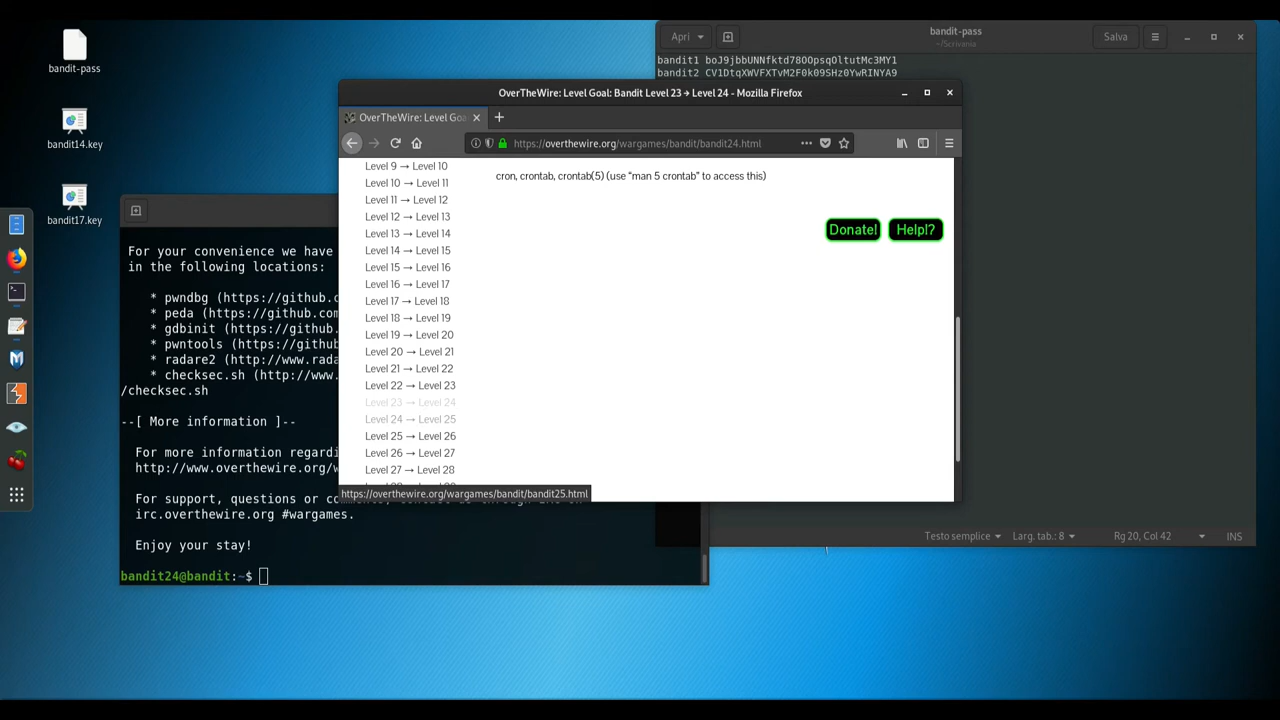 bandit-pass
bandit14.key
bandit17.key
Apri
bandit-pass
~/Scrivania
Salva
bandit1 boJ9jbbUNNfktd78OOpsqOltutMc3MY1
bandit2 CV1DtqXWVFXTvM2F0k09SHz0YwRINYA9
OverTheWire: Level Goal: Bandit Level 23 → Level 24 - Mozilla Firefox
OverTheWire: Level Goa
https://overthewire.org/wargames/bandit/bandit24.html
Level 9 → Level 10
Level 10 → Level 11
Level 11 → Level 12
Level 12 → Level 13
Level 13 → Level 14
Level 14 → Level 15
Level 15 → Level 16
Level 16 → Level 17
Level 17 → Level 18
Level 18 → Level 19
Level 19 → Level 20
Level 20 → Level 21
Level 21 → Level 22
Level 22 → Level 23
Level 23 → Level 24
Level 24 → Level 25
Level 25 → Level 26
Level 26 → Level 27
Level 27 → Level 28
cron, crontab, crontab(5) (use “man 5 crontab” to access this)
Donate!
Help!?
https://overthewire.org/wargames/bandit/bandit25.html
For your convenience we have
in the following locations:
* pwndbg (https://github.c
* peda (https://github.com
* gdbinit (https://github.
* pwntools (https://github
* radare2 (http://www.rada
* checksec.sh (http://www.
/checksec.sh
--[ More information ]--
For more information regardi
http://www.overthewire.org/w
For support, questions or co
irc.overthewire.org #wargames.
Enjoy your stay!
bandit24@bandit:~$
Testo semplice
Larg. tab.: 8
Rg 20, Col 42
INS